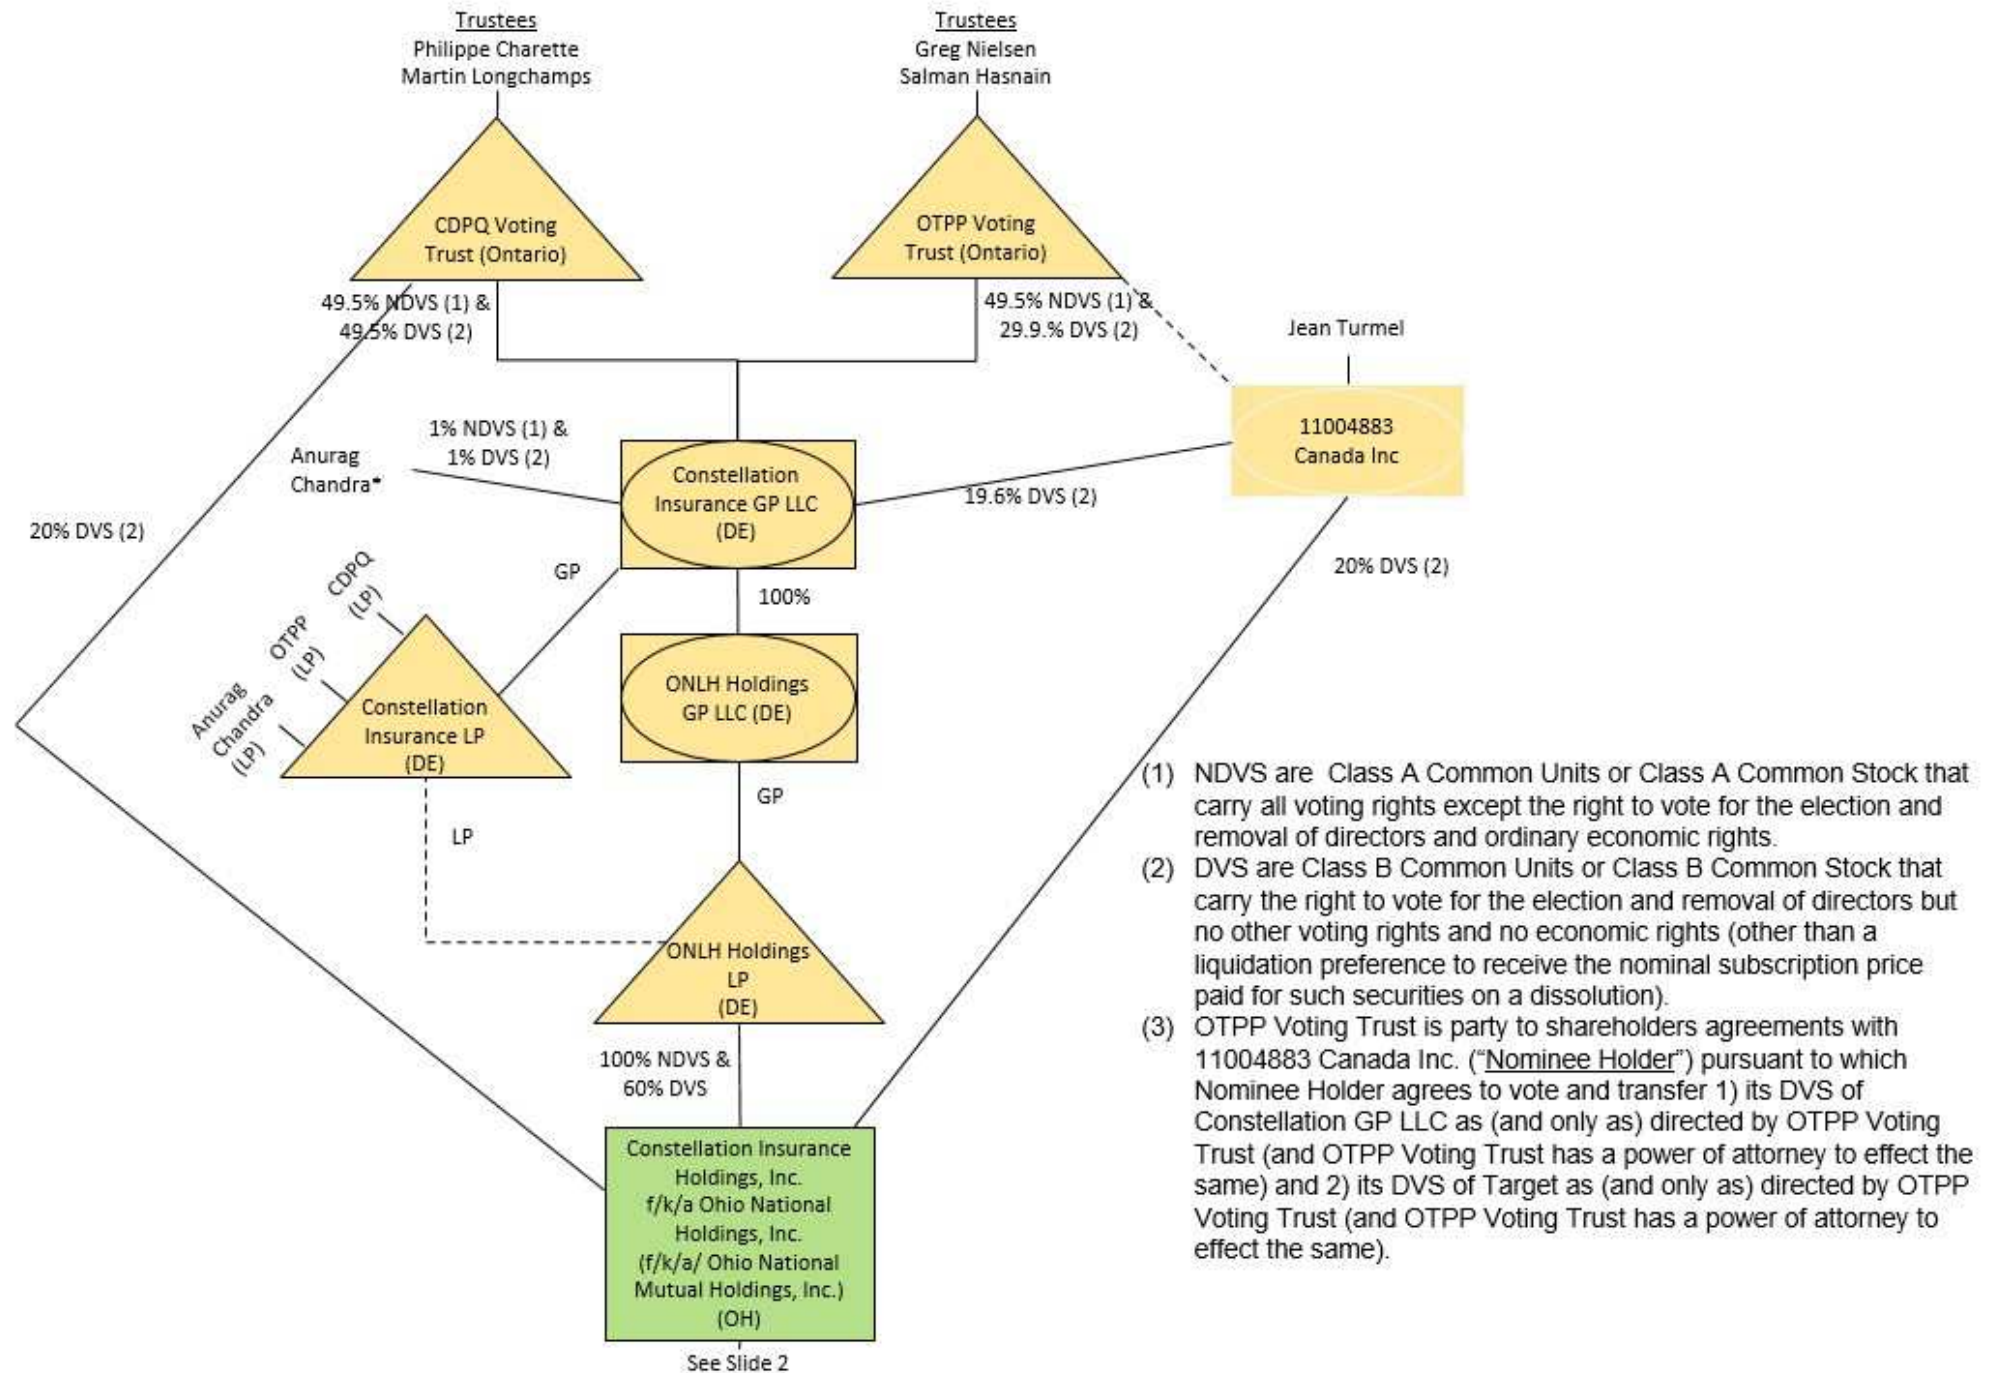 Trustees
Philippe Charette
Martin Longchamps
Trustees
Greg Nielsen
Salman Hasnain
CDPQ Voting
Trust (Ontario)
OTPP Voting
Trust (Ontario)
49.5% NDVS (1) &
49.5% DVS (2)
49.5% NDVS (1) &
29.9.% DVS (2)
Jean Turmel
11004883
Canada Inc
1% NDVS (1) &
1% DVS (2)
Anurag
Chandra*
Constellation
Insurance GP LLC
(DE)
19.6% DVS (2)
20% DVS (2)
20% DVS (2)
GP
100%
CDPQ
(LP)
OTPP
(LP)
Anurag
Chandra
(LP)
Constellation
Insurance LP
(DE)
ONLH Holdings
GP LLC (DE)
GP
LP
ONLH Holdings
LP
(DE)
100% NDVS &
60% DVS
Constellation Insurance
Holdings, Inc.
f/k/a Ohio National
Holdings, Inc.
(f/k/a/ Ohio National
Mutual Holdings, Inc.)
(OH)
See Slide 2
(1) NDVS are Class A Common Units or Class A Common Stock that
carry all voting rights except the right to vote for the election and
removal of directors and ordinary economic rights.
(2) DVS are Class B Common Units or Class B Common Stock that
carry the right to vote for the election and removal of directors but
no other voting rights and no economic rights (other than a
liquidation preference to receive the nominal subscription price
paid for such securities on a dissolution).
(3) OTPP Voting Trust is party to shareholders agreements with
11004883 Canada Inc. (“Nominee Holder”) pursuant to which
Nominee Holder agrees to vote and transfer 1) its DVS of
Constellation GP LLC as (and only as) directed by OTPP Voting
Trust (and OTPP Voting Trust has a power of attorney to effect the
same) and 2) its DVS of Target as (and only as) directed by OTPP
Voting Trust (and OTPP Voting Trust has a power of attorney to
effect the same).